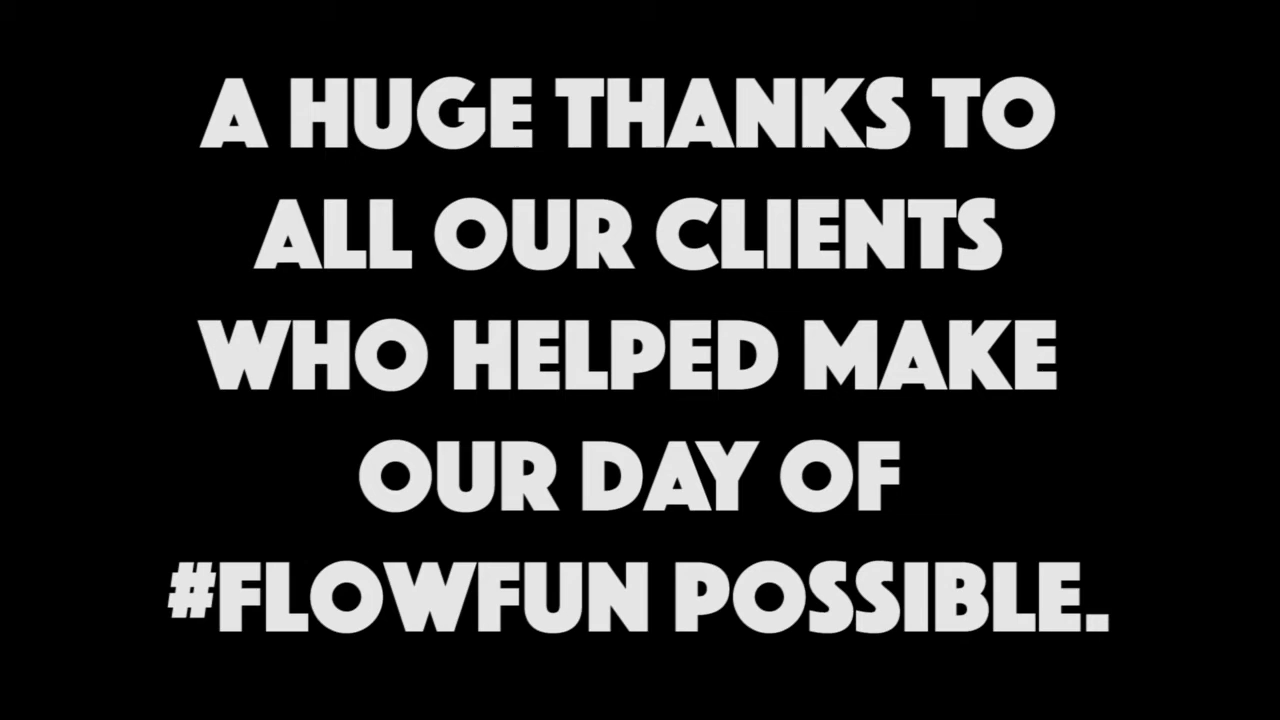 A HUGE THANKS TO
ALL OUR CLIENTS
WHO HELPED MAKE
OUR DAY OF
#FLOWFUN POSSIBLE.